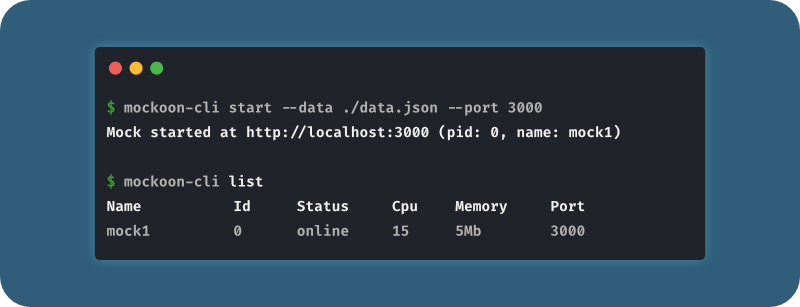 $ mockoon-cli start --data ./data.json --port 3000
Mock started at http://localhost:3000 (pid: 0, name: mock1)
$ mockoon-cli list
Name Id Status Cpu Memory Port
mock1 0 online 15 5Mb 3000